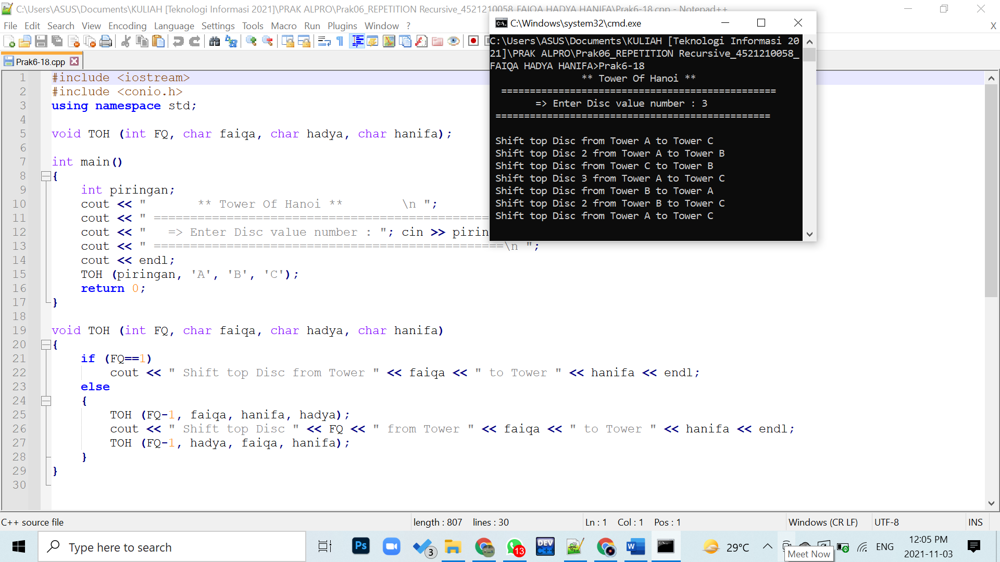 C:\Users\ASUS\Documents\KULIAH [Teknologi Informasi 2021]\PRAK ALPRO\Prak06_REPETITION Recursive_4521210058_FAIQA HADYA HANIFA\Prak6-18.cpp - Notepad++
File Edit Search View Encoding Language Settings Tools Macro Run Plugins Window ?
X
Prak6-18.cpp
1 #include <iostream>
2 #include <conio.h>
3 using namespace std;
4
5 void TOH (int FQ, char faiqa, char hadya, char hanifa);
6
7 int main()
8 {
9 int piringan;
10 cout << "       ** Tower Of Hanoi **        \n ";
11 cout << " ==============================================
12 cout << "   => Enter Disc value number : "; cin >> pirin
13 cout << " ================================================\n ";
14 cout << endl;
15 TOH (piringan, 'A', 'B', 'C');
16 return 0;
17 }
18
19 void TOH (int FQ, char faiqa, char hadya, char hanifa)
20 {
21 if (FQ==1)
22 cout << " Shift top Disc from Tower " << faiqa << " to Tower " << hanifa << endl;
23 else
24 {
25 TOH (FQ-1, faiqa, hanifa, hadya);
26 cout << " Shift top Disc " << FQ << " from Tower " << faiqa << " to Tower " << hanifa << endl;
27 TOH (FQ-1, hadya, faiqa, hanifa);
28 }
29 }
30
C:\Windows\system32\cmd.exe
C:\Users\ASUS\Documents\KULIAH [Teknologi Informasi 20
21]\PRAK ALPRO\Prak06_REPETITION Recursive_4521210058_
FAIQA HADYA HANIFA>Prak6-18
** Tower Of Hanoi **
================================================
=> Enter Disc value number : 3
================================================
Shift top Disc from Tower A to Tower C
Shift top Disc 2 from Tower A to Tower B
Shift top Disc from Tower C to Tower B
Shift top Disc 3 from Tower A to Tower C
Shift top Disc from Tower B to Tower A
Shift top Disc 2 from Tower B to Tower C
Shift top Disc from Tower A to Tower C
C++ source file length : 807 lines : 30 Ln : 1 Col : 1 Pos : 1 Windows (CR LF) UTF-8 INS
Type here to search
Ps
3
13
DEV C++
W
29°C
ENG
12:05 PM
2021-11-03
Meet Now